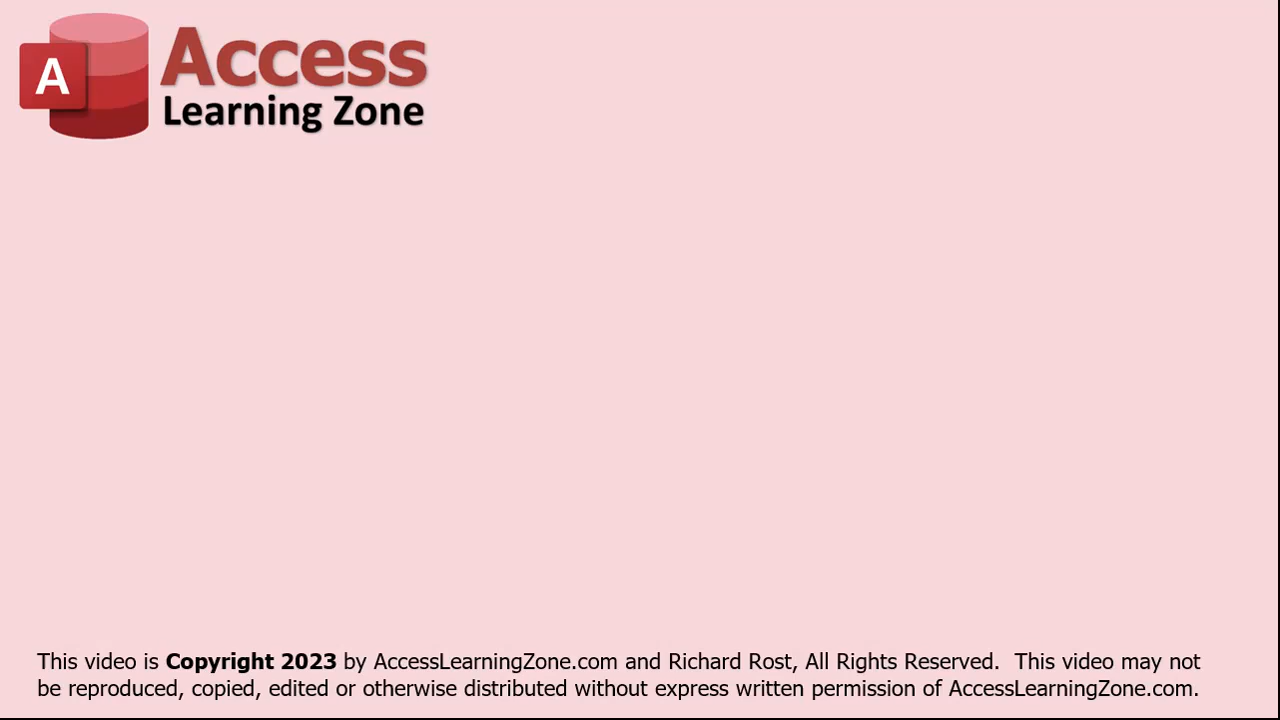 A
Access
Learning Zone
This video is Copyright 2023 by AccessLearningZone.com and Richard Rost, All Rights Reserved.  This video may not
be reproduced, copied, edited or otherwise distributed without express written permission of AccessLearningZone.com.